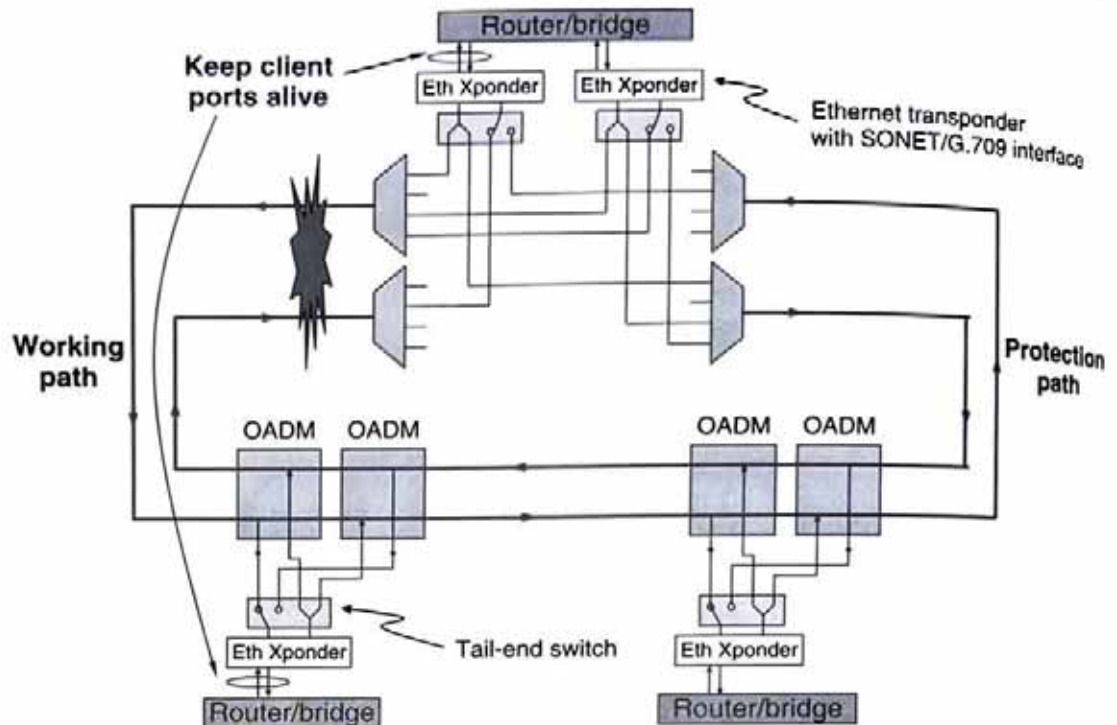 Router/bridge
Keep client
ports alive
Eth Xponder
Eth Xponder
Ethernet transponder
with SONET/G.709 interface
Working
path
Protection
path
OADM
OADM
OADM
OADM
Tail-end switch
Eth Xponder
Eth Xponder
Router/bridge
Router/bridge